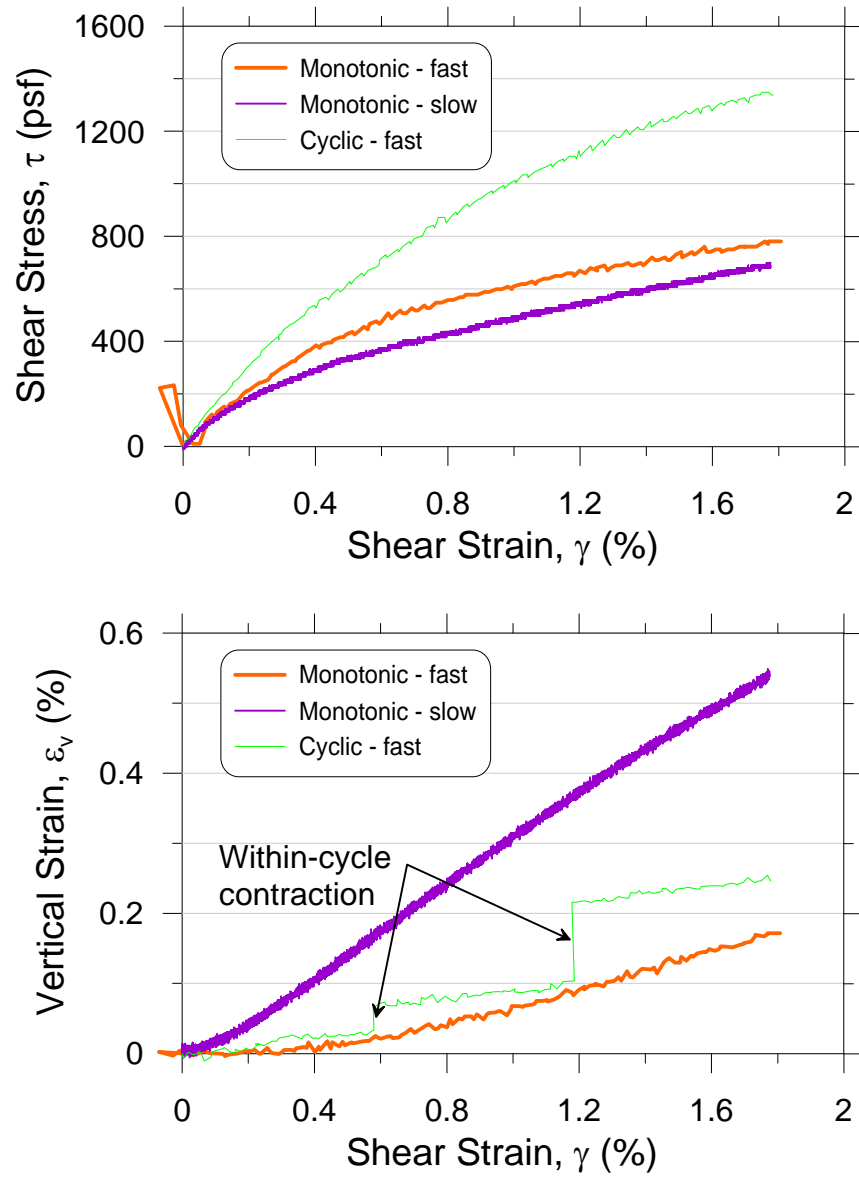 1600
1200
800
400
0
Shear Stress, τ (psf)
Monotonic - fast
Monotonic - slow
Cyclic - fast
0 0.4 0.8 1.2 1.6 2
Shear Strain, γ (%)
0.6
0.4
0.2
0
Vertical Strain, εv (%)
Monotonic - fast
Monotonic - slow
Cyclic - fast
Within-cycle
contraction
0 0.4 0.8 1.2 1.6 2
Shear Strain, γ (%)